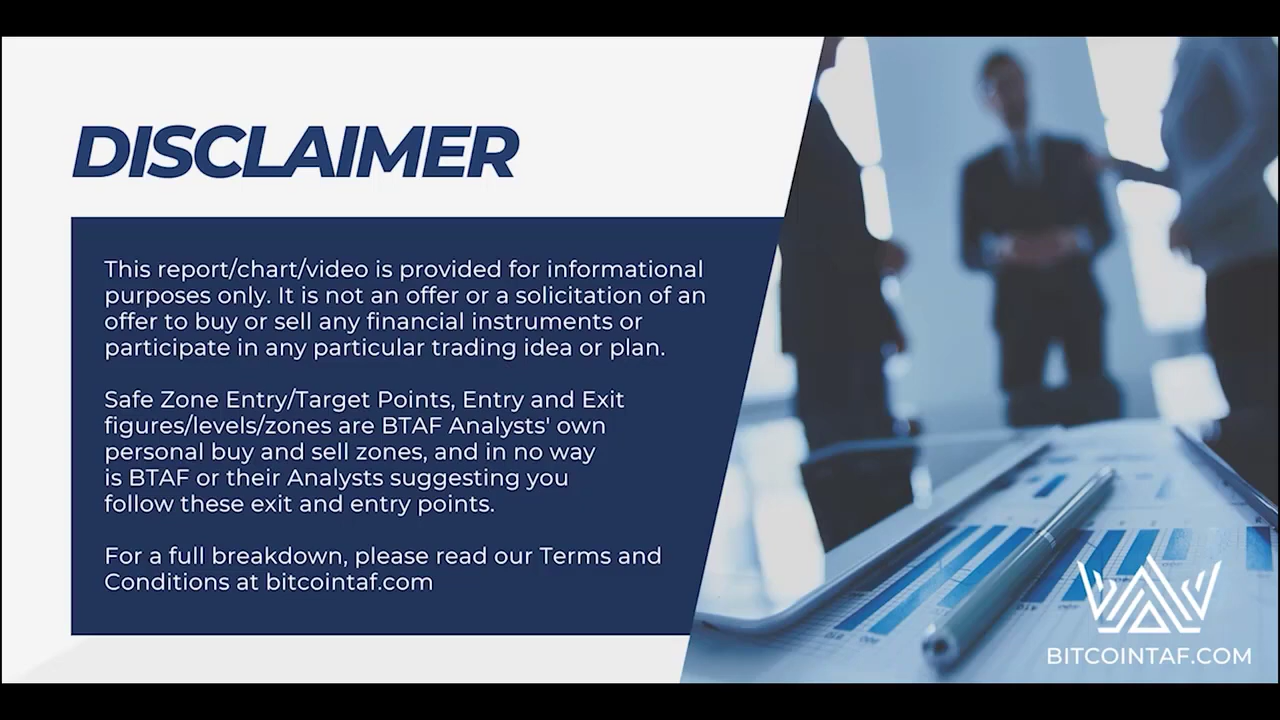 DISCLAIMER
This report/chart/video is provided for informational
purposes only. It is not an offer or a solicitation of an
offer to buy or sell any financial instruments or
participate in any particular trading idea or plan.
Safe Zone Entry/Target Points, Entry and Exit
figures/levels/zones are BTAF Analysts' own
personal buy and sell zones, and in no way
is BTAF or their Analysts suggesting you
follow these exit and entry points.
For a full breakdown, please read our Terms and
Conditions at bitcointaf.com
BITCOINTAF.COM